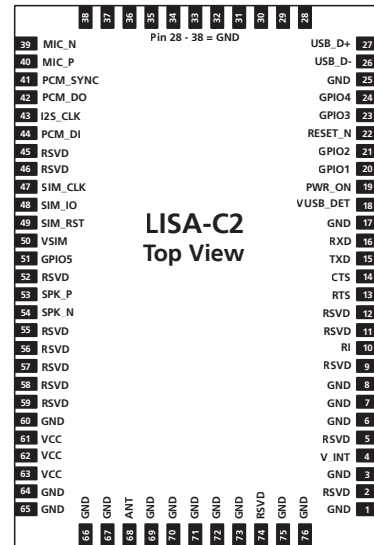 38 37 36 35 34 33 32 31 30 29 28
Pin 28 - 38 = GND
39 MIC_N
40 MIC_P
41 PCM_SYNC
42 PCM_DO
43 I2S_CLK
44 PCM_DI
45 RSVD
46 RSVD
47 SIM_CLK
48 SIM_IO
49 SIM_RST
50 VSIM
51 GPIO5
52 RSVD
53 SPK_P
54 SPK_N
55 RSVD
56 RSVD
57 RSVD
58 RSVD
59 RSVD
60 GND
61 VCC
62 VCC
63 VCC
64 GND
65 GND
LISA-C2
Top View
USB_D+ 27
USB_D- 26
GND 25
GPIO4 24
GPIO3 23
RESET_N 22
GPIO2 21
GPIO1 20
PWR_ON 19
VUSB_DET 18
GND 17
RXD 16
TXD 15
CTS 14
RTS 13
RSVD 12
RSVD 11
RI 10
RSVD 9
GND 8
GND 7
GND 6
RSVD 5
V_INT 4
GND 3
RSVD 2
GND 1
GND GND ANT GND GND GND GND GND RSVD GND GND
66 67 68 69 70 71 72 73 74 75 76